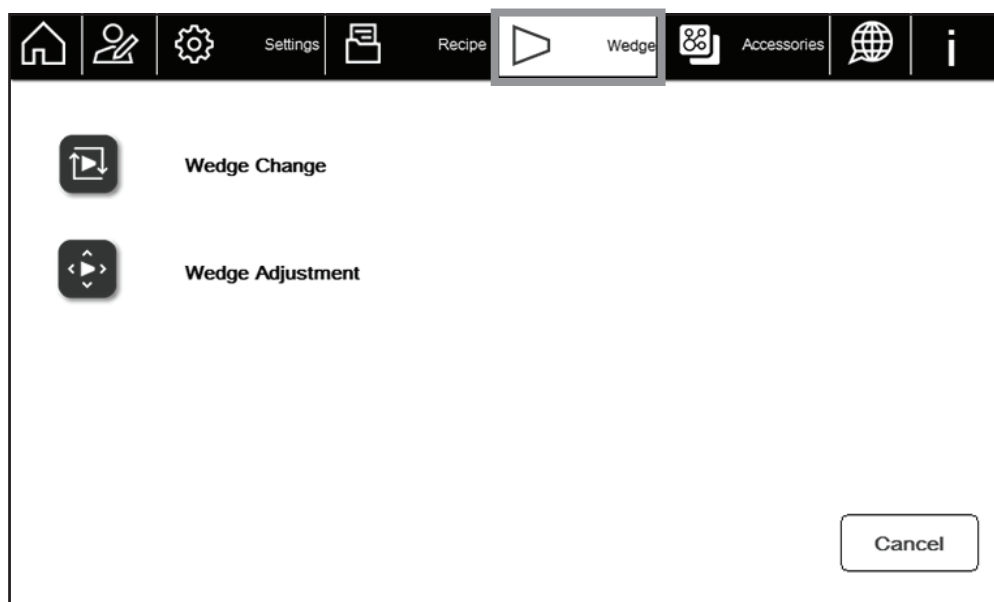 Settings
Recipe
Wedge
Accessories
i
Wedge Change
Wedge Adjustment
Cancel